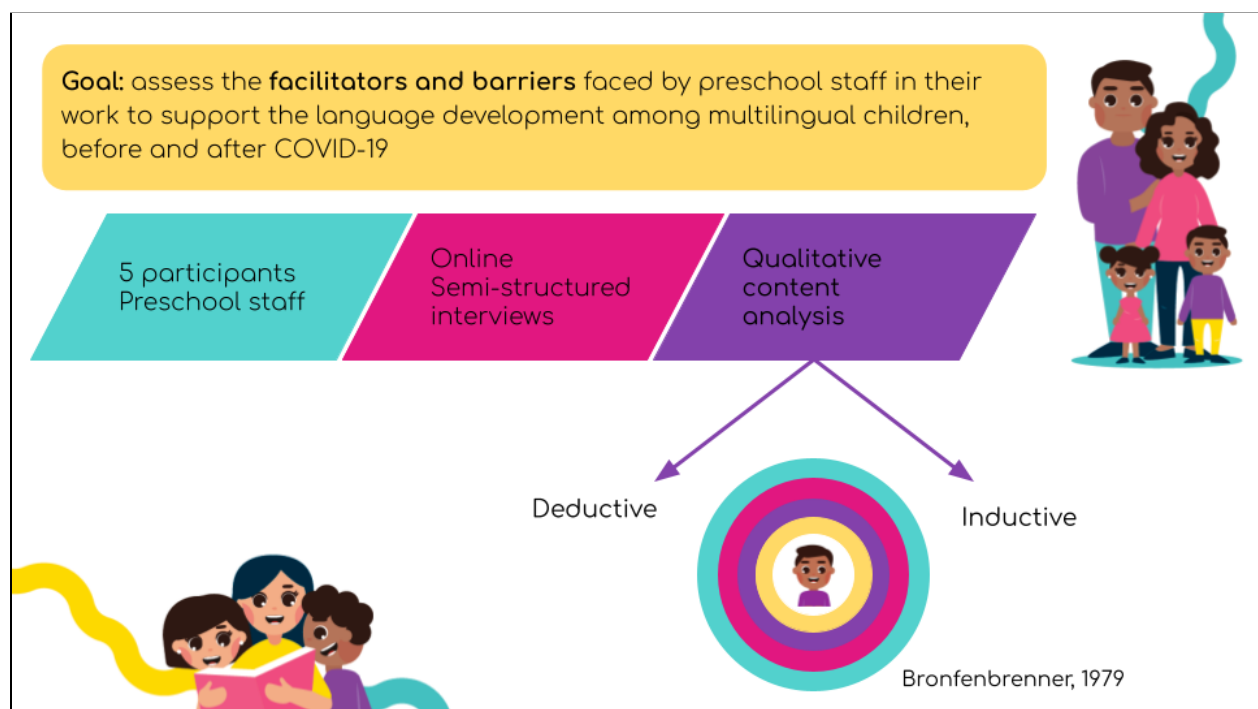 Goal: assess the facilitators and barriers faced by preschool staff in their
work to support the language development among multilingual children,
before and after COVID-19
5 participants
Preschool staff
Online
Semi-structured
interviews
Qualitative
content
analysis
Deductive
Inductive
Bronfenbrenner, 1979